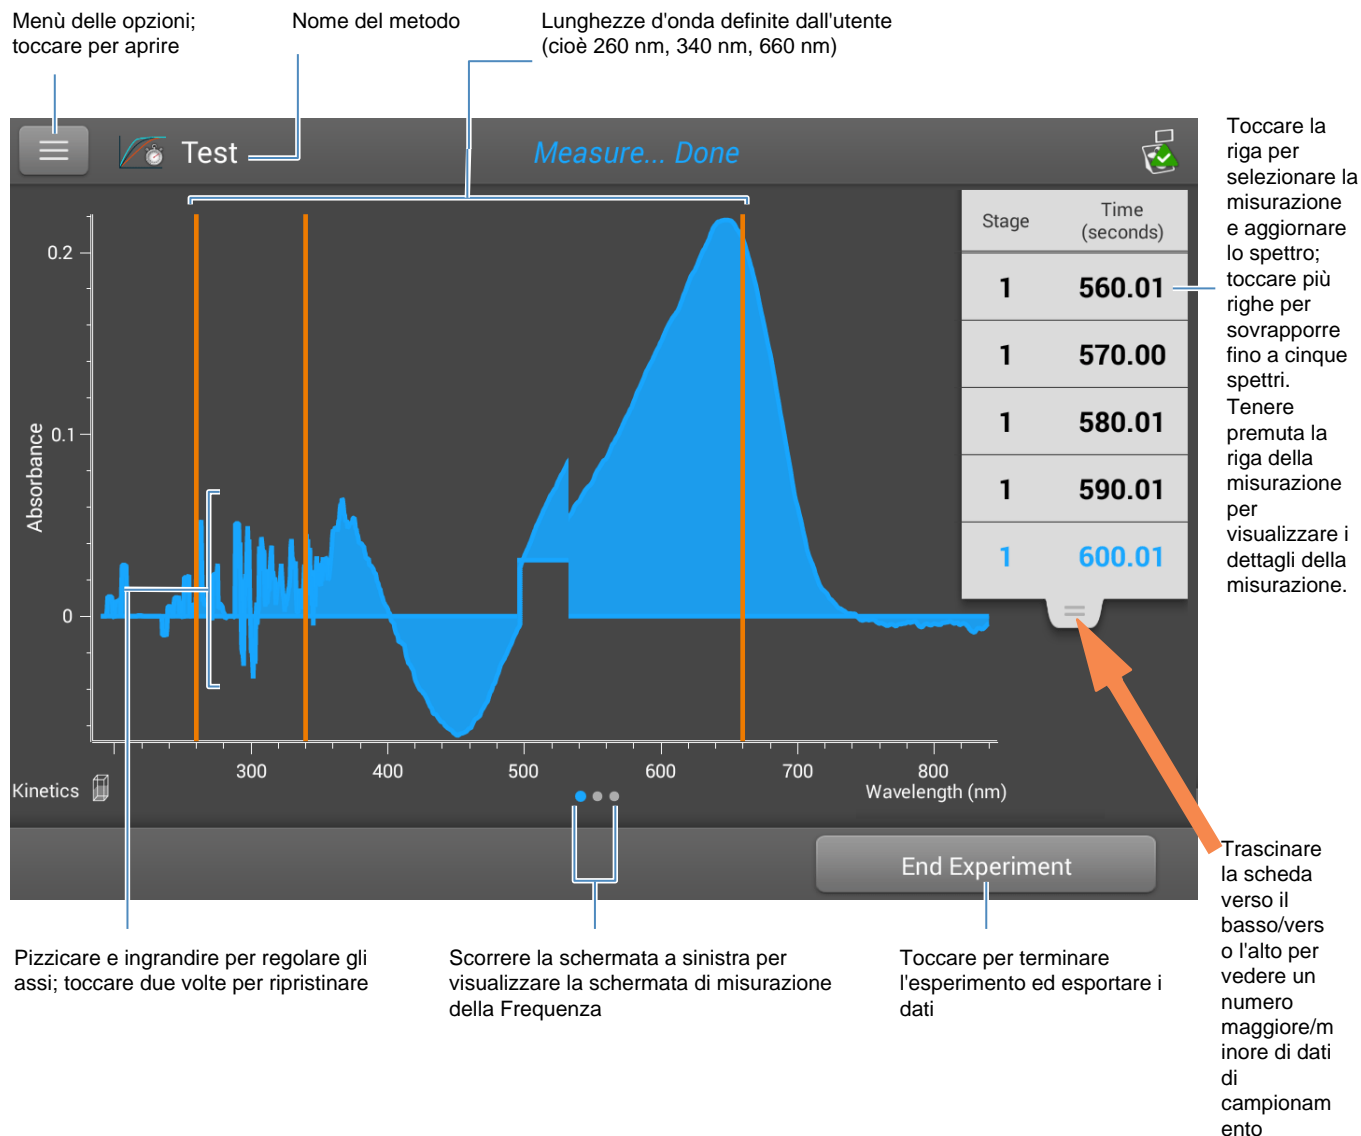 Menù delle opzioni;
toccare per aprire
Nome del metodo
Lunghezze d'onda definite dall'utente
(cioè 260 nm, 340 nm, 660 nm)
Test
Measure... Done
Toccare la
riga per
selezionare la
misurazione
e aggiornare
lo spettro;
toccare più
righe per
sovrapporre
fino a cinque
spettri.
Tenere
premuta la
riga della
misurazione
per
visualizzare i
dettagli della
misurazione.
Stage
Time
(seconds)
1 560.01
1 570.00
1 580.01
1 590.01
1 600.01
Absorbance
0.2
0.1
0
300 400 500 600 700 800
Kinetics
Wavelength (nm)
End Experiment
Trascinare
la scheda
verso il
basso/vers
o l'alto per
vedere un
numero
maggiore/m
inore di dati
di
campionam
ento
Pizzicare e ingrandire per regolare gli
assi; toccare due volte per ripristinare
Scorrere la schermata a sinistra per
visualizzare la schermata di misurazione
della Frequenza
Toccare per terminare
l'esperimento ed esportare i
dati